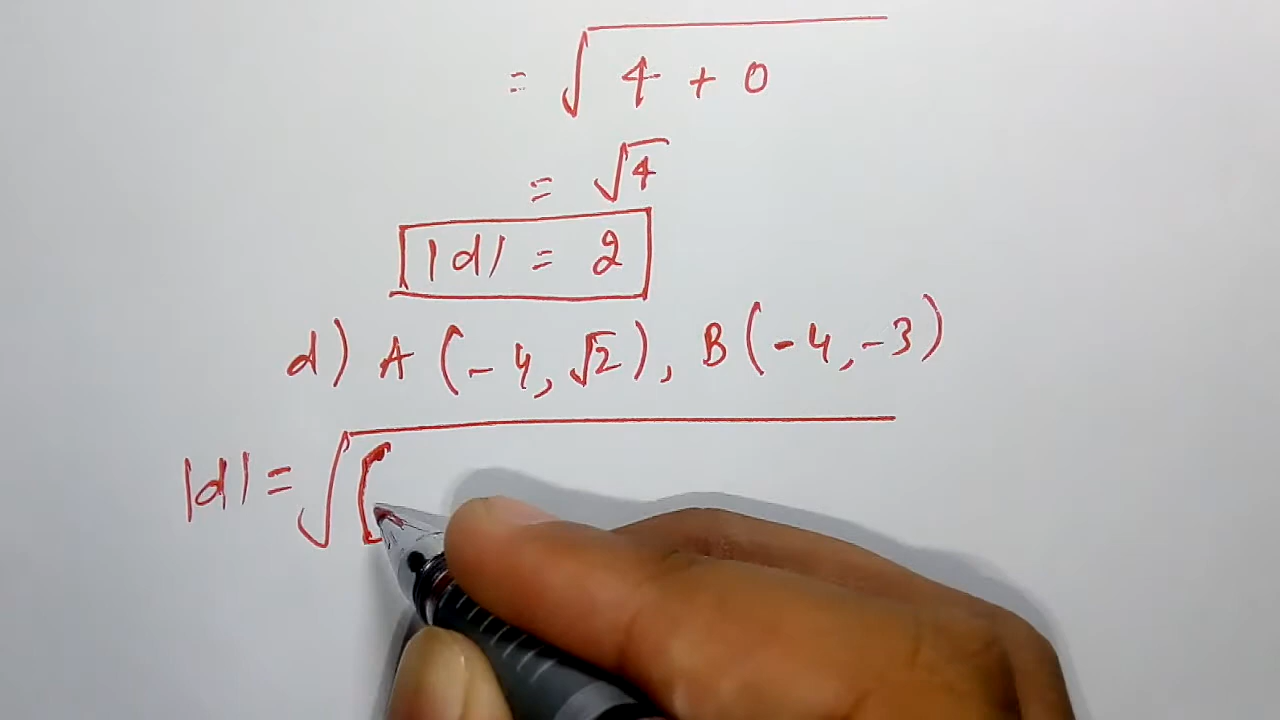 = √4 + 0
= √4
|d| = 2
d) A (-4, √2), B (-4, -3)
|d| = √[